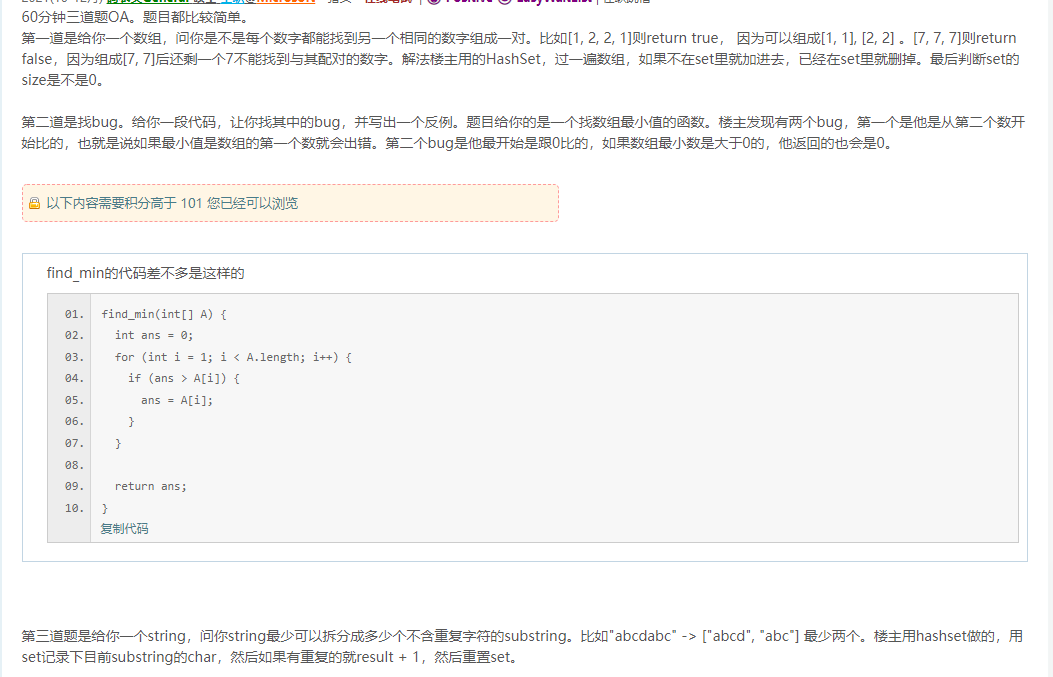 60分钟三道题OA。题目都比较简单。
第一道是给你一个数组，问你是不是每个数字都能找到另一个相同的数字组成一对。比如[1, 2, 2, 1]则return true， 因为可以组成[1, 1], [2, 2] 。[7, 7, 7]则return
false，因为组成[7, 7]后还剩一个7不能找到与其配对的数字。解法楼主用的HashSet，过一遍数组，如果不在set里就加进去，已经在set里就删掉。最后判断set的
size是不是0。
第二道是找bug。给你一段代码，让你找其中的bug，并写出一个反例。题目给你的是一个找数组最小值的函数。楼主发现有两个bug，第一个是他是从第二个数开
始比的，也就是说如果最小值是数组的第一个数就会出错。第二个bug是他最开始是跟0比的，如果数组最小数是大于0的，他返回的也会是0。
以下内容需要积分高于 101 您已经可以浏览
find_min的代码差不多是这样的
01. find_min(int[] A) {
02. int ans = 0;
03. for (int i = 1; i < A.length; i++) {
04. if (ans > A[i]) {
05. ans = A[i];
06. }
07. }
08.
09. return ans;
10. }
复制代码
第三道题是给你一个string，问你string最少可以拆分成多少个不含重复字符的substring。比如"abcdabc" -> ["abcd", "abc"] 最少两个。楼主用hashset做的，用
set记录下目前substring的char，然后如果有重复的就result + 1，然后重置set。